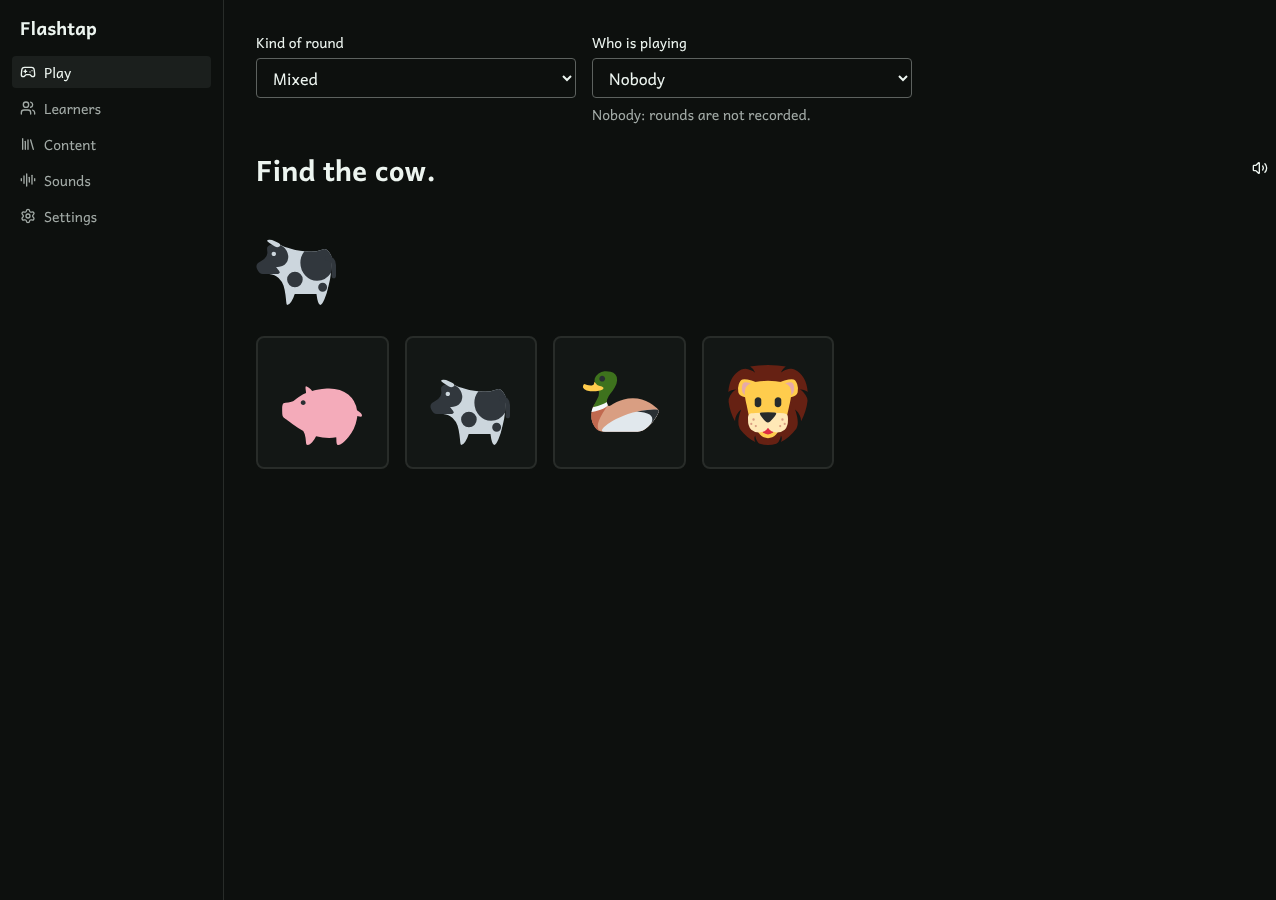 Flashtap
Play
Learners
Content
Sounds
Settings
Kind of round
Mixed
Who is playing
Nobody
Nobody: rounds are not recorded.
Find the cow.